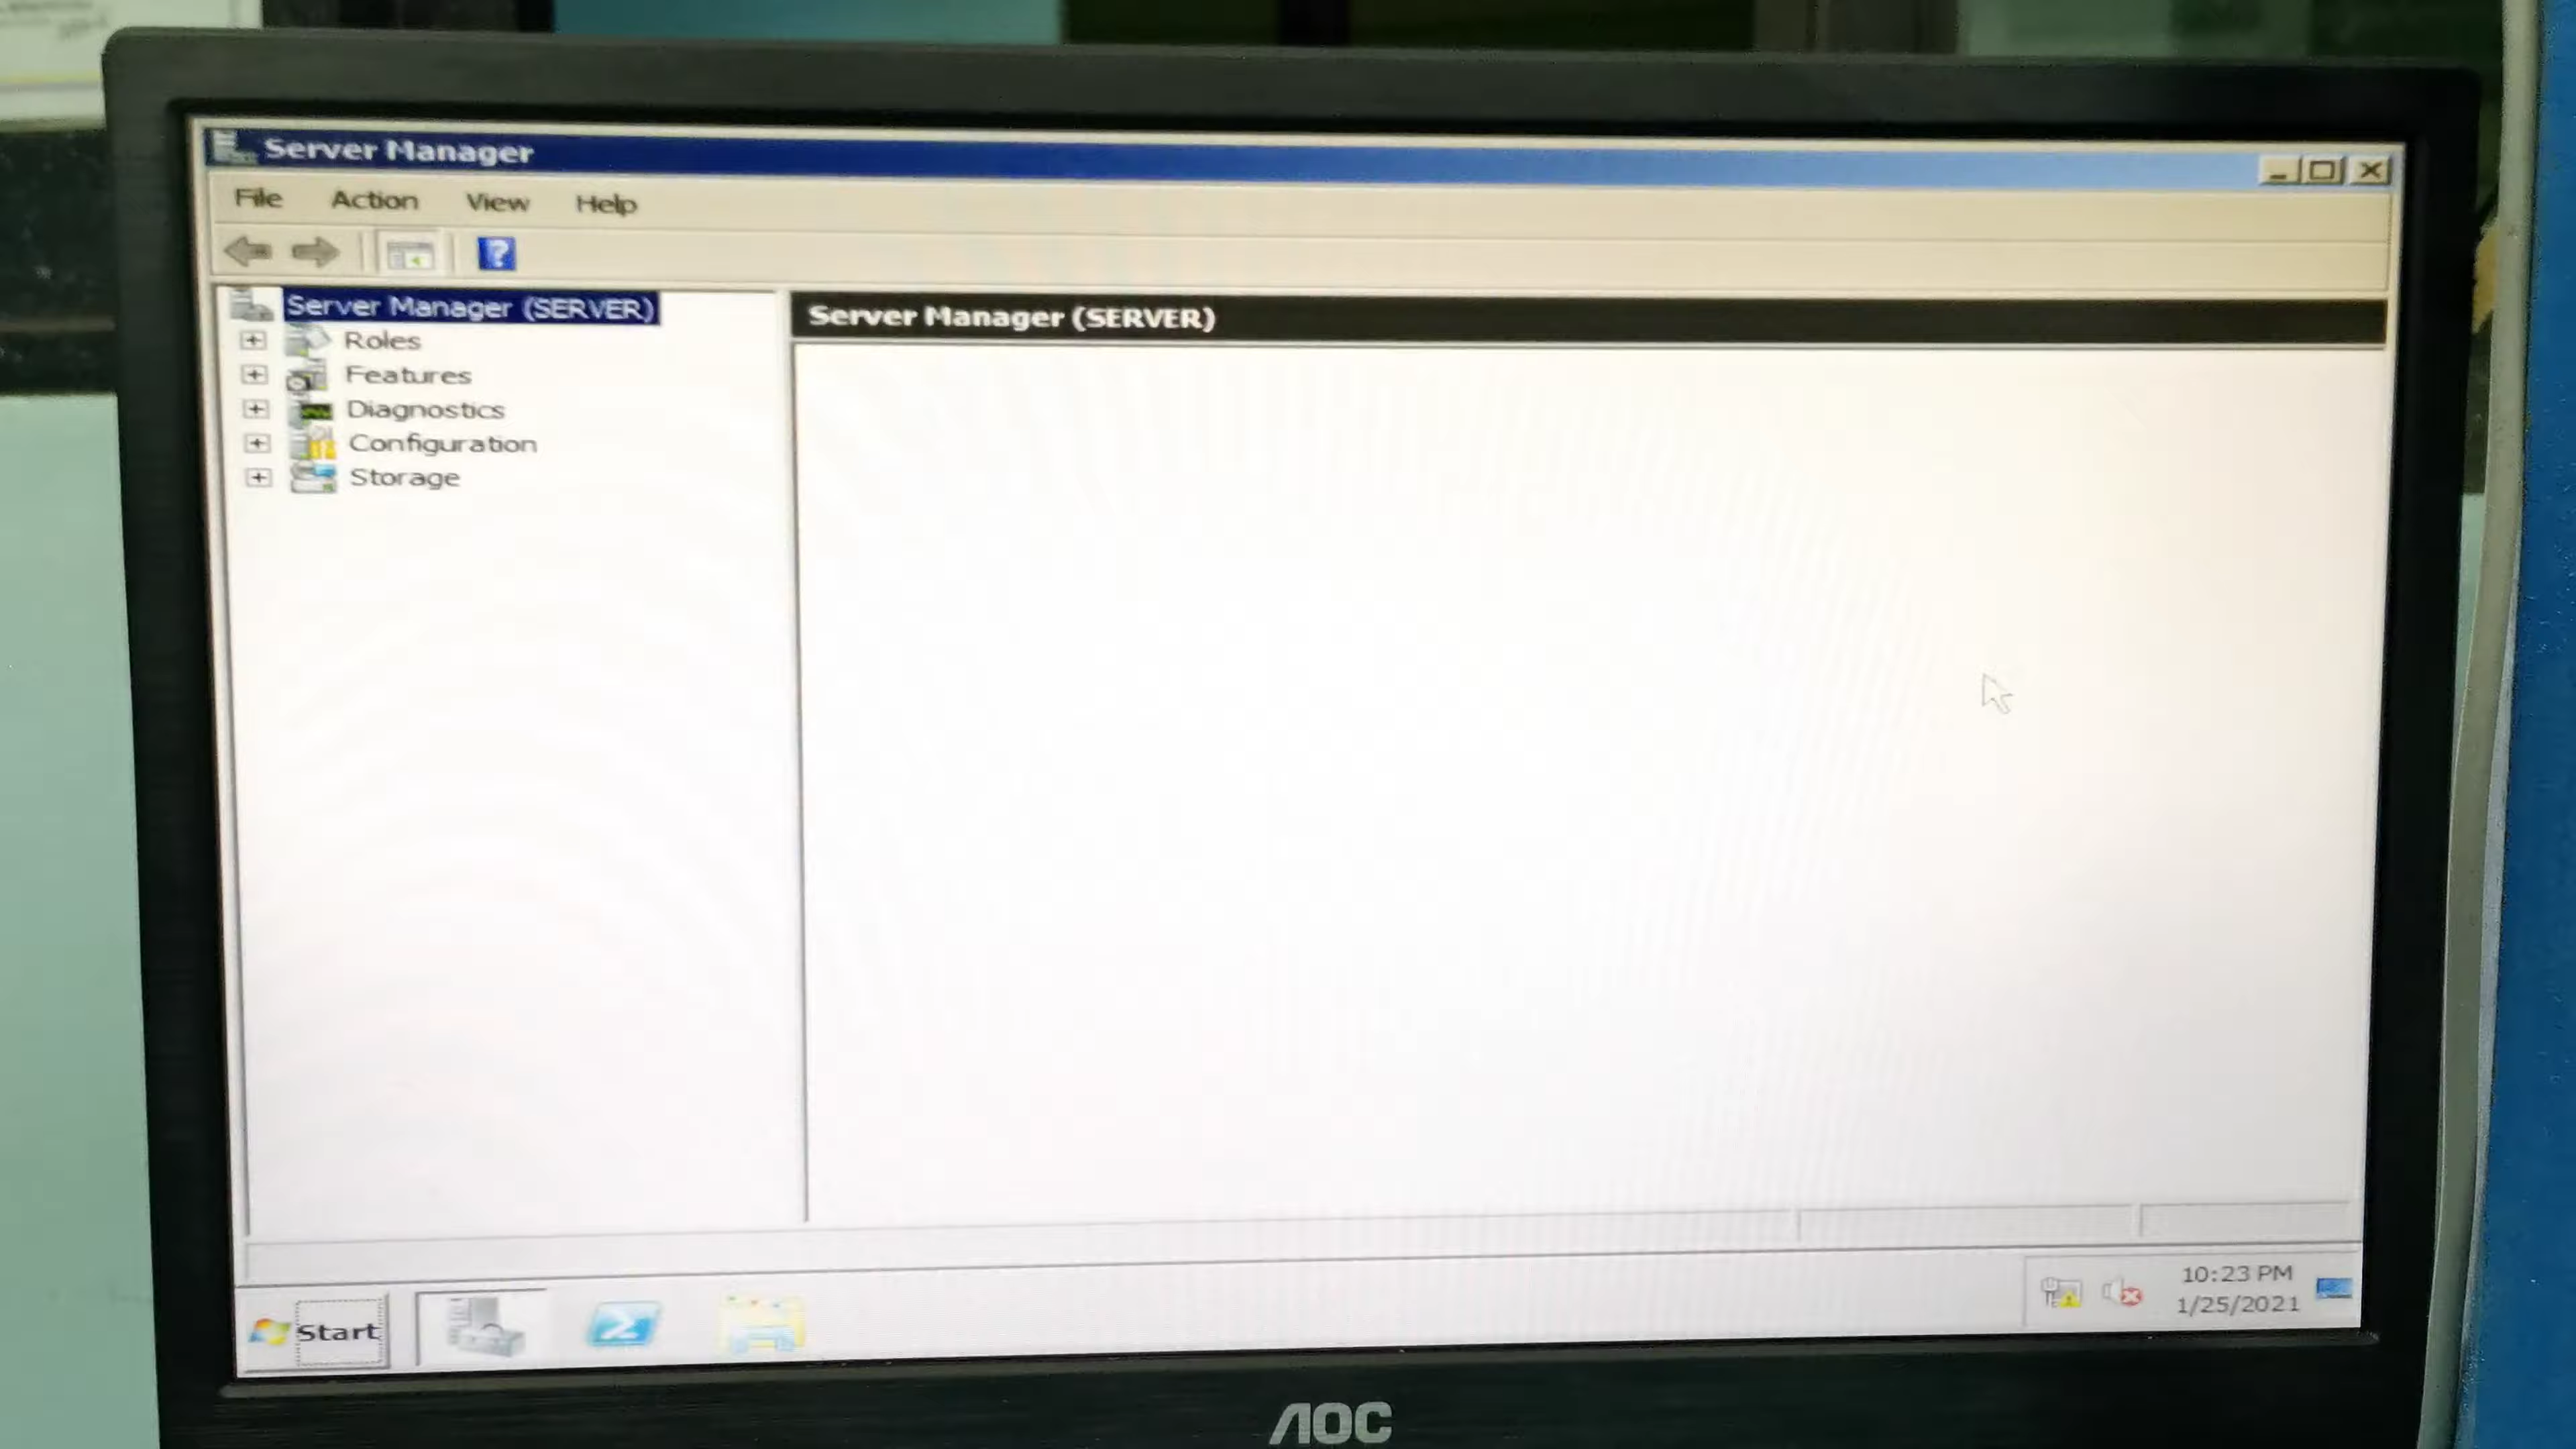 Server Manager
File Action View Help
Server Manager (SERVER)
Roles
Features
Diagnostics
Configuration
Storage
Server Manager (SERVER)
Start
10:23 PM
1/25/2021
AOC